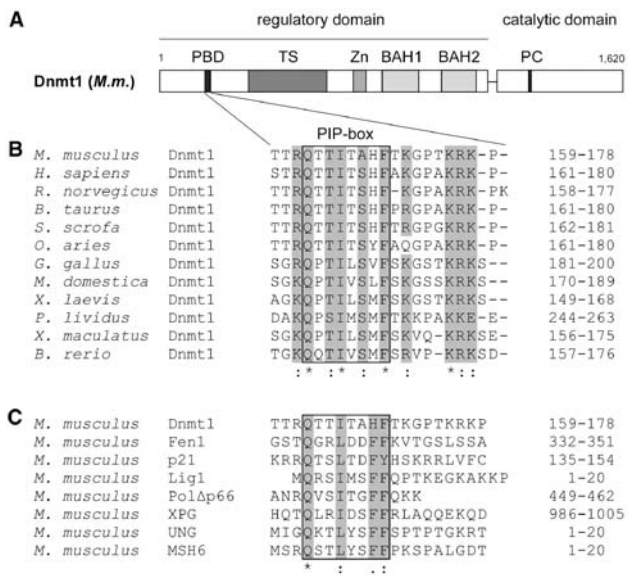 A
regulatory domain catalytic domain
1 PBD TS Zn BAH1 BAH2 PC 1,620
Dnmt1 (M.m.)
PIP-box
B
M. musculus Dnmt1 TTRQTTITAHFTKGPTKRK-P- 159-178
H. sapiens Dnmt1 STRQTTITSHFAKGPAKRK-P- 161-180
R. norvegicus Dnmt1 TTRQTTITSHF-KGPAKRK-PK 158-177
B. taurus Dnmt1 TTRQTTITSHFPRGPAKRK-P- 161-180
S. scrofa Dnmt1 TTRQTTITSHFTRGPGKRK-P- 162-181
O. aries Dnmt1 TTRQTTITSYFAQGPAKRK-P- 161-180
G. gallus Dnmt1 SGRQPTILSVFSKGSTKRKS-- 181-200
M. domestica Dnmt1 SGRQPTILSMFSKGSSKRKS-- 170-189
X. laevis Dnmt1 AGKQPTILSMFSKGSTKRKS-- 149-168
P. lividus Dnmt1 DAKQPSIMSMFTKKPAKKE-E- 244-263
X. maculatus Dnmt1 SGRQPTIVSMFSKVQ-KRKSE- 156-175
B. rerio Dnmt1 TGKQQTIVSMFSRVP-KRKSD- 157-176
:* :* : * : *::
C
M. musculus Dnmt1 TTRQTTITAHFTKGPTKRKP 159-178
M. musculus Fen1 GSTQGRLDDFFKVTGSLSSA 332-351
M. musculus p21 KRRQTSLTDFYHSKRRLVFC 135-154
M. musculus Lig1 MQRSIMSFFQPTKEGKAKKP 1-20
M. musculus PolΔp66 ANRQVSITGFFQKK 449-462
M. musculus XPG HQTQLRIDSFFRLAQQEKQD 986-1005
M. musculus UNG MIGQKTLYSFFSPTPTGKRT 1-20
M. musculus MSH6 MSRQSTLYSFFPKSPALGDT 1-20
* : .: